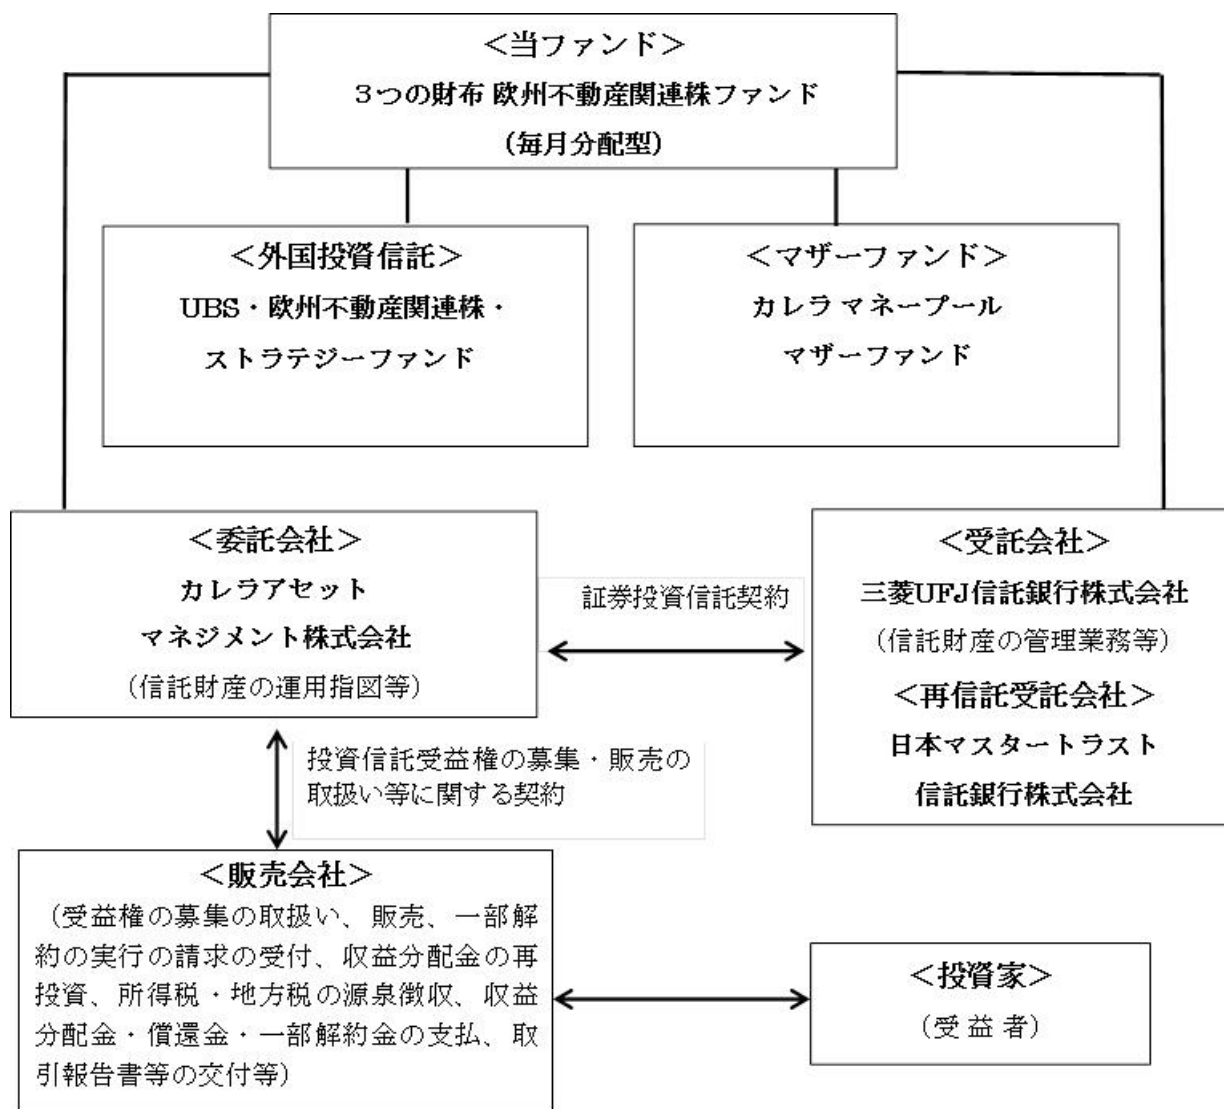 ＜当ファンド＞
３つの財布 欧州不動産関連株ファンド
（毎月分配型）
＜外国投資信託＞
UBS・欧州不動産関連株・
ストラテジーファンド
＜マザーファンド＞
カレラ マネープール
マザーファンド
＜委託会社＞
カレラアセット
マネジメント株式会社
（信託財産の運用指図等）
証券投資信託契約
＜受託会社＞
三菱UFJ信託銀行株式会社
（信託財産の管理業務等）
＜再信託受託会社＞
日本マスタートラスト
信託銀行株式会社
投資信託受益権の募集・販売の
取扱い等に関する契約
＜販売会社＞
（受益権の募集の取扱い、販売、一部解
約の実行の請求の受付、収益分配金の再
投資、所得税・地方税の源泉徴収、収益
分配金・償還金・一部解約金の支払、取
引報告書等の交付等）
＜投資家＞
（受 益 者）